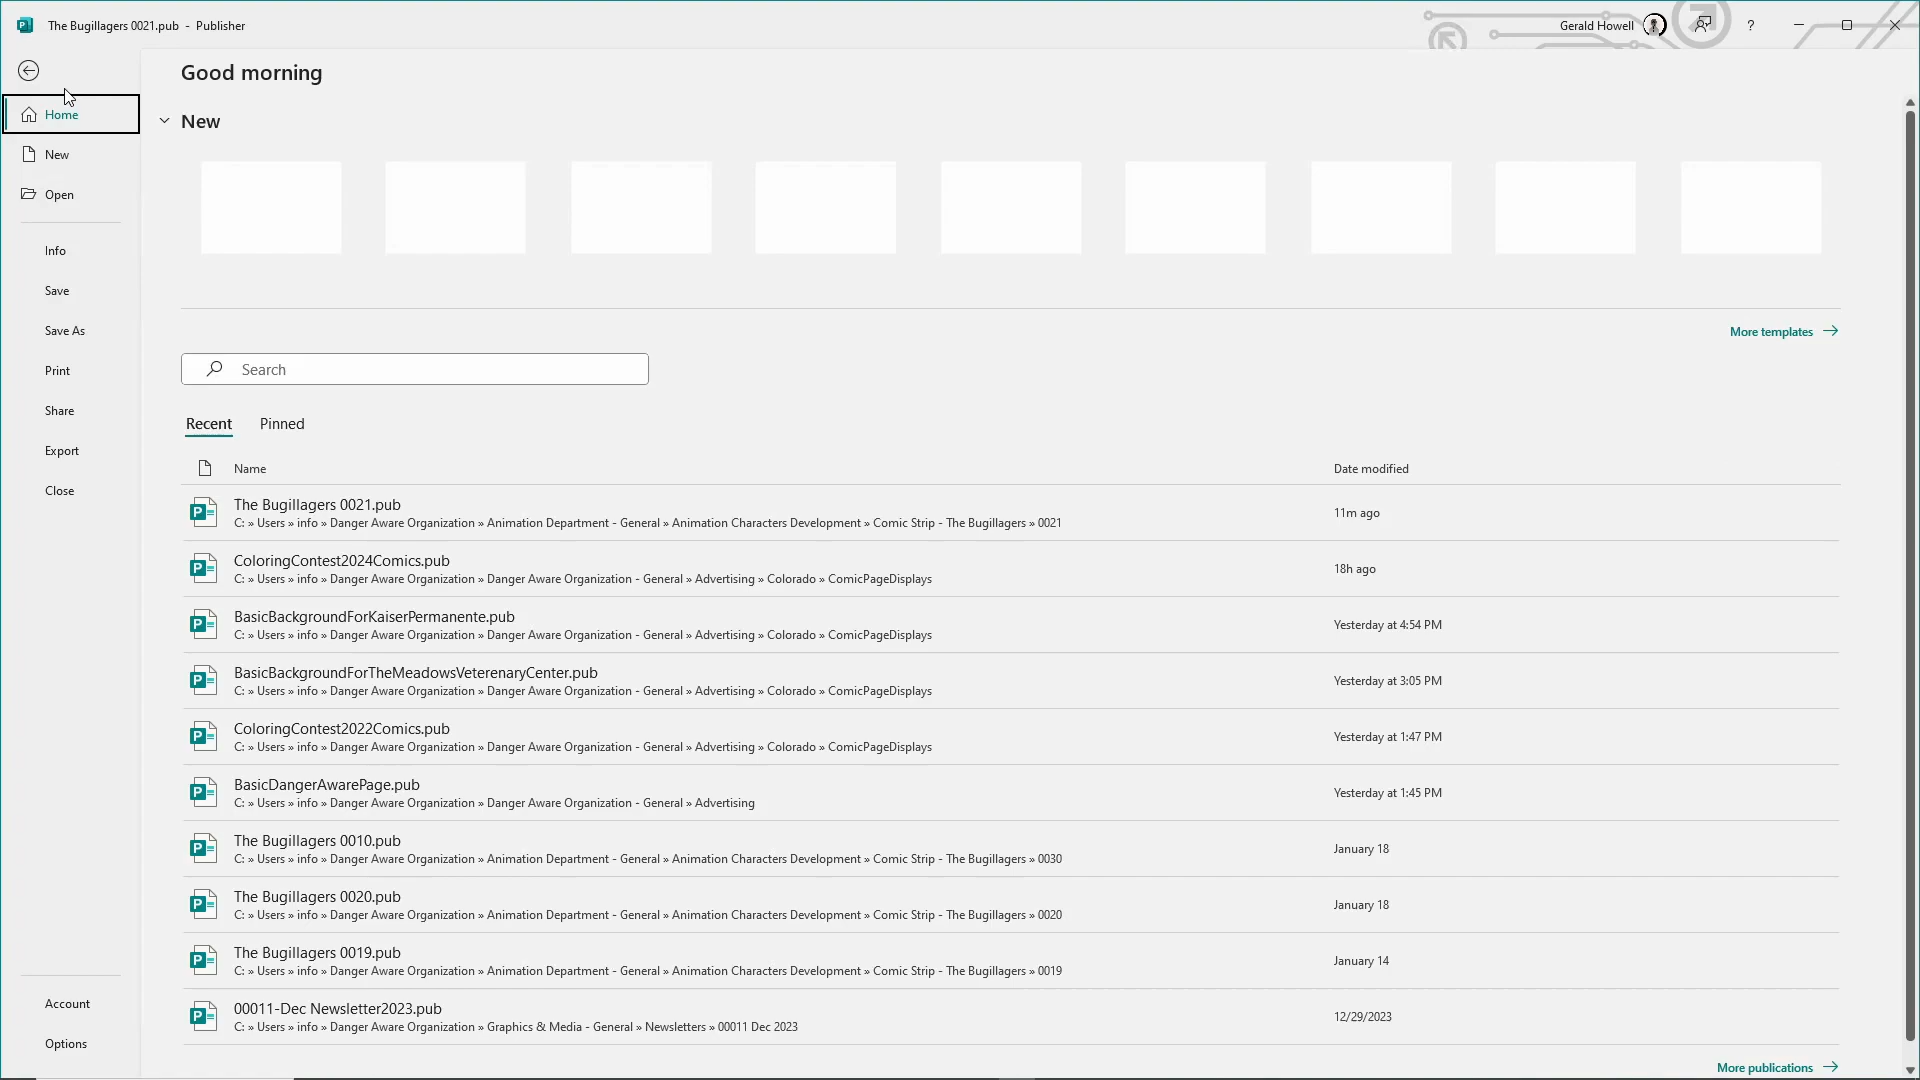 The Bugillagers 0021.pub - Publisher
Gerald Howell
?
Good morning
Home
New
New
Open
Info
Save
Save As
Print
Share
Export
Close
Account
Options
More templates
Search
Recent Pinned
Name Date modified
The Bugillagers 0021.pub
C: » Users » info » Danger Aware Organization » Animation Department - General » Animation Characters Development » Comic Strip - The Bugillagers » 0021
11m ago
ColoringContest2024Comics.pub
C: » Users » info » Danger Aware Organization » Danger Aware Organization - General » Advertising » Colorado » ComicPageDisplays
18h ago
BasicBackgroundForKaiserPermanente.pub
C: » Users » info » Danger Aware Organization » Danger Aware Organization - General » Advertising » Colorado » ComicPageDisplays
Yesterday at 4:54 PM
BasicBackgroundForTheMeadowsVeterenaryCenter.pub
C: » Users » info » Danger Aware Organization » Danger Aware Organization - General » Advertising » Colorado » ComicPageDisplays
Yesterday at 3:05 PM
ColoringContest2022Comics.pub
C: » Users » info » Danger Aware Organization » Danger Aware Organization - General » Advertising » Colorado » ComicPageDisplays
Yesterday at 1:47 PM
BasicDangerAwarePage.pub
C: » Users » info » Danger Aware Organization » Danger Aware Organization - General » Advertising
Yesterday at 1:45 PM
The Bugillagers 0010.pub
C: » Users » info » Danger Aware Organization » Animation Department - General » Animation Characters Development » Comic Strip - The Bugillagers » 0030
January 18
The Bugillagers 0020.pub
C: » Users » info » Danger Aware Organization » Animation Department - General » Animation Characters Development » Comic Strip - The Bugillagers » 0020
January 18
The Bugillagers 0019.pub
C: » Users » info » Danger Aware Organization » Animation Department - General » Animation Characters Development » Comic Strip - The Bugillagers » 0019
January 14
00011-Dec Newsletter2023.pub
C: » Users » info » Danger Aware Organization » Graphics & Media - General » Newsletters » 00011 Dec 2023
12/29/2023
More publications